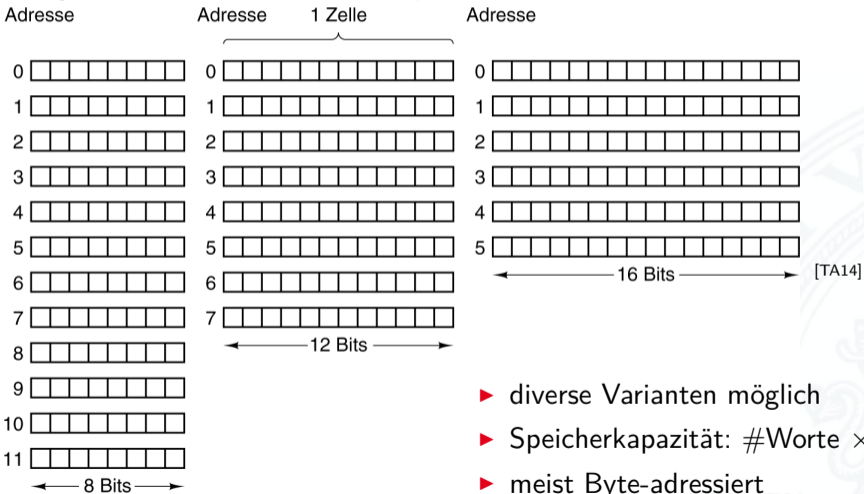 Adresse
0
1
2
3
4
5
6
7
8
9
10
11
8 Bits
Adresse 1 Zelle
0
1
2
3
4
5
6
7
12 Bits
Adresse
0
1
2
3
4
5
16 Bits
[TA14]
► diverse Varianten möglich
► Speicherkapazität: #Worte ×
► meist Byte-adressiert